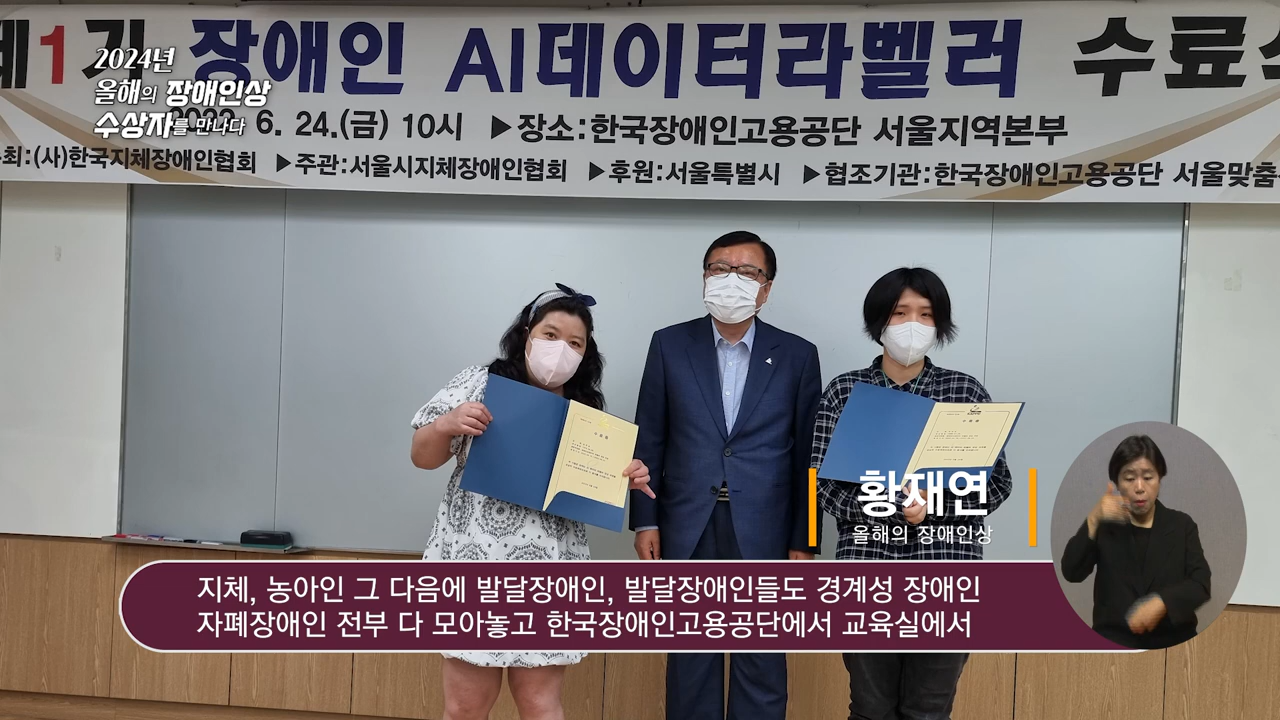 제1기 장애인 AI데이터라벨러 수료식
2024년
올해의 장애인상
수상자를 만나다
6. 24.(금) 10시 ▶장소:한국장애인고용공단 서울지역본부
최:(사)한국지체장애인협회 ▶주관:서울시지체장애인협회 ▶후원:서울특별시 ▶협조기관:한국장애인고용공단 서울맞춤
황재연
올해의 장애인상
지체, 농아인 그 다음에 발달장애인, 발달장애인들도 경계성 장애인
자폐장애인 전부 다 모아놓고 한국장애인고용공단에서 교육실에서